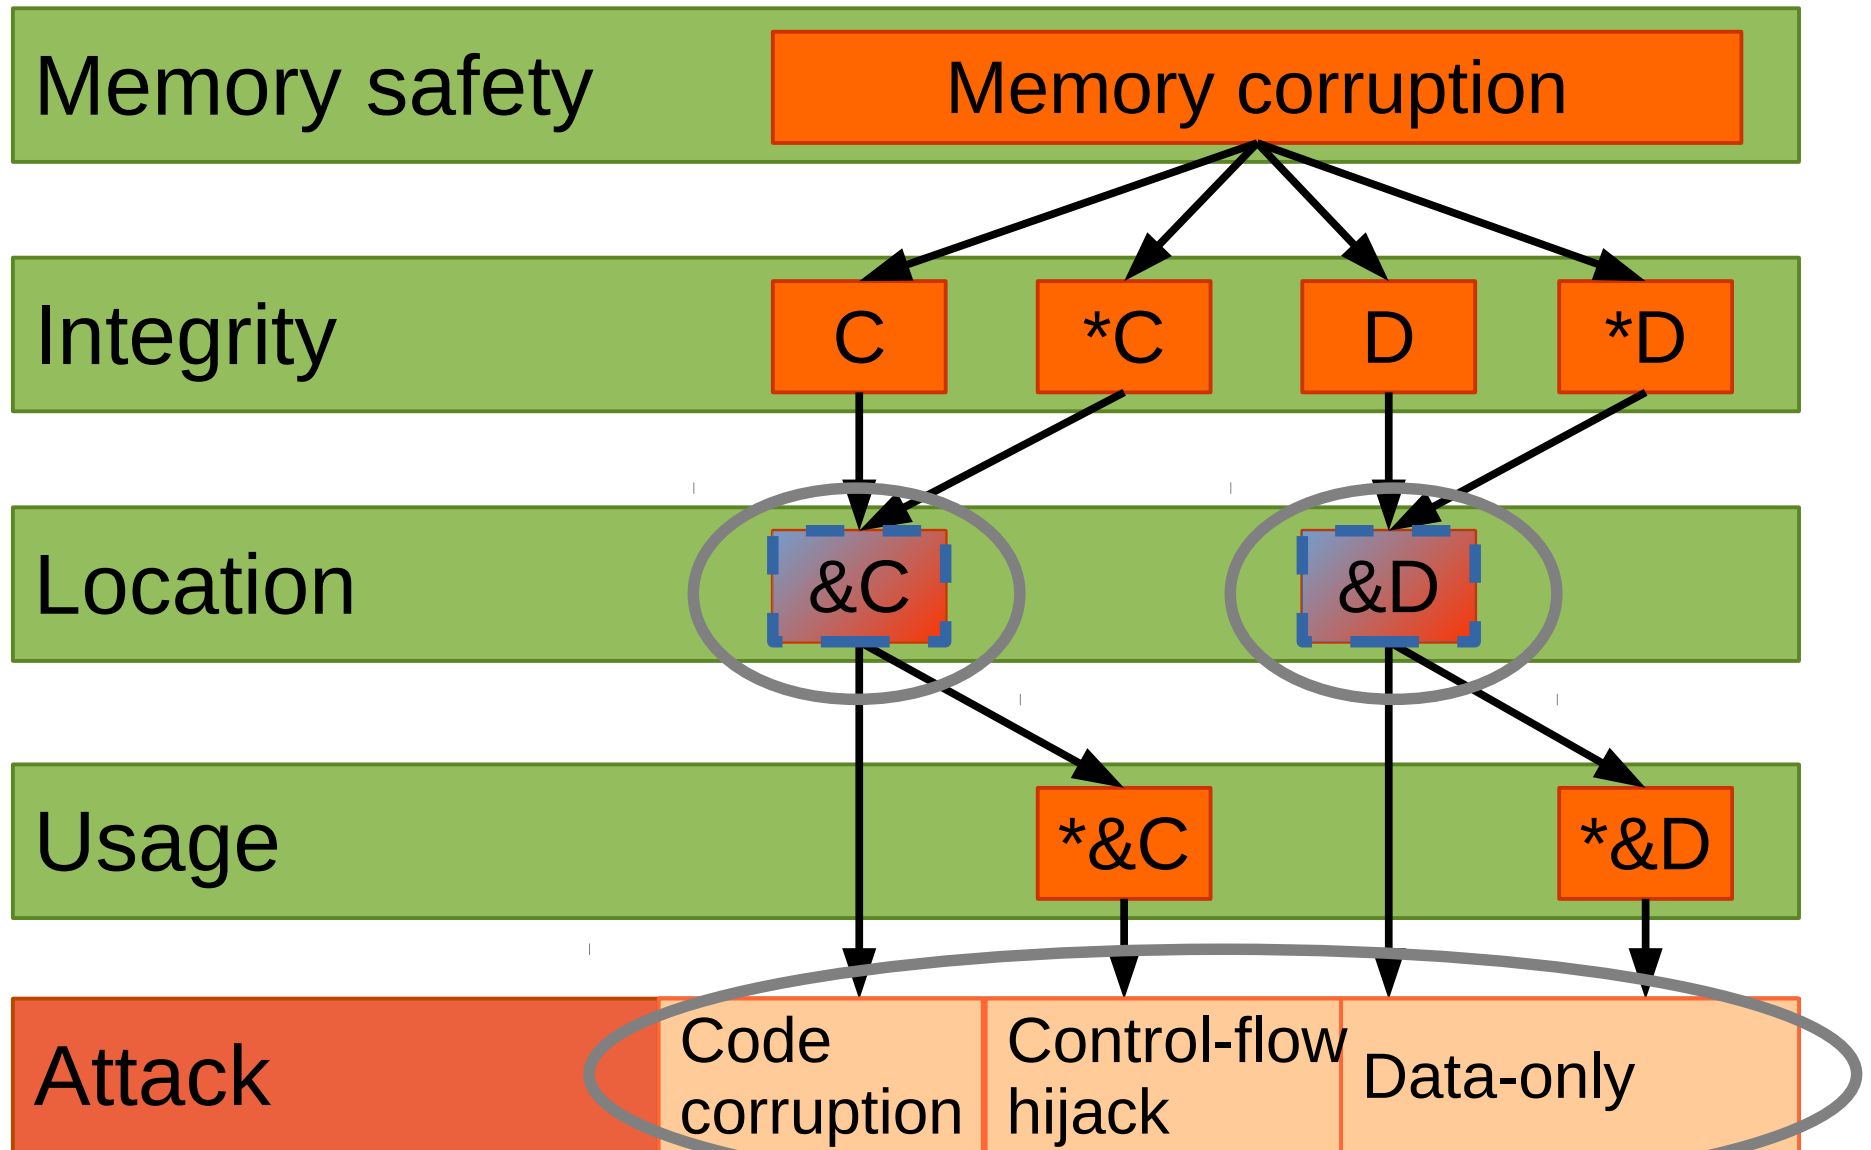 Memory safety
Memory corruption
Integrity
C
*C
D
*D
Location
&C
&D
Usage
*&C
*&D
Attack
Code
corruption
Control-flow
hijack
Data-only